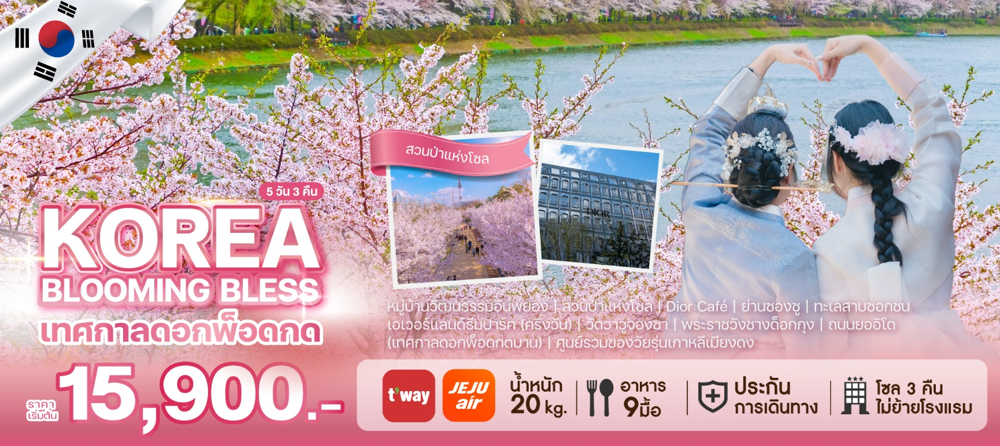 สวนป่าแห่งโซล
DIOR
5 วัน 3 คืน
KOREA
BLOOMING BLESS
เทศกาลดอกพ็อดกด
ราคา
เริ่มต้น
15,900.-
หมู่บ้านวัฒนธรรมอึนพยอง | สวนป่าแห่งโซล | Dior Café | ย่านซองซู | ทะเลสาบซอกชน
เอเวอร์แลนด์ธีมปาร์ค (ครึ่งวัน) | วัดวาวูจองซา | พระราชวังชางด็อกกุง | ถนนยออิโด
(เทศกาลดอกพ็อดกดบาน) | ศูนย์รวมของวัยรุ่นเกาหลีเมียงดง
t'way
JEJU
air
น้ำหนัก
20 kg.
อาหาร
9มื้อ
ประกัน
การเดินทาง
โซล 3 คืน
ไม่ย้ายโรงแรม